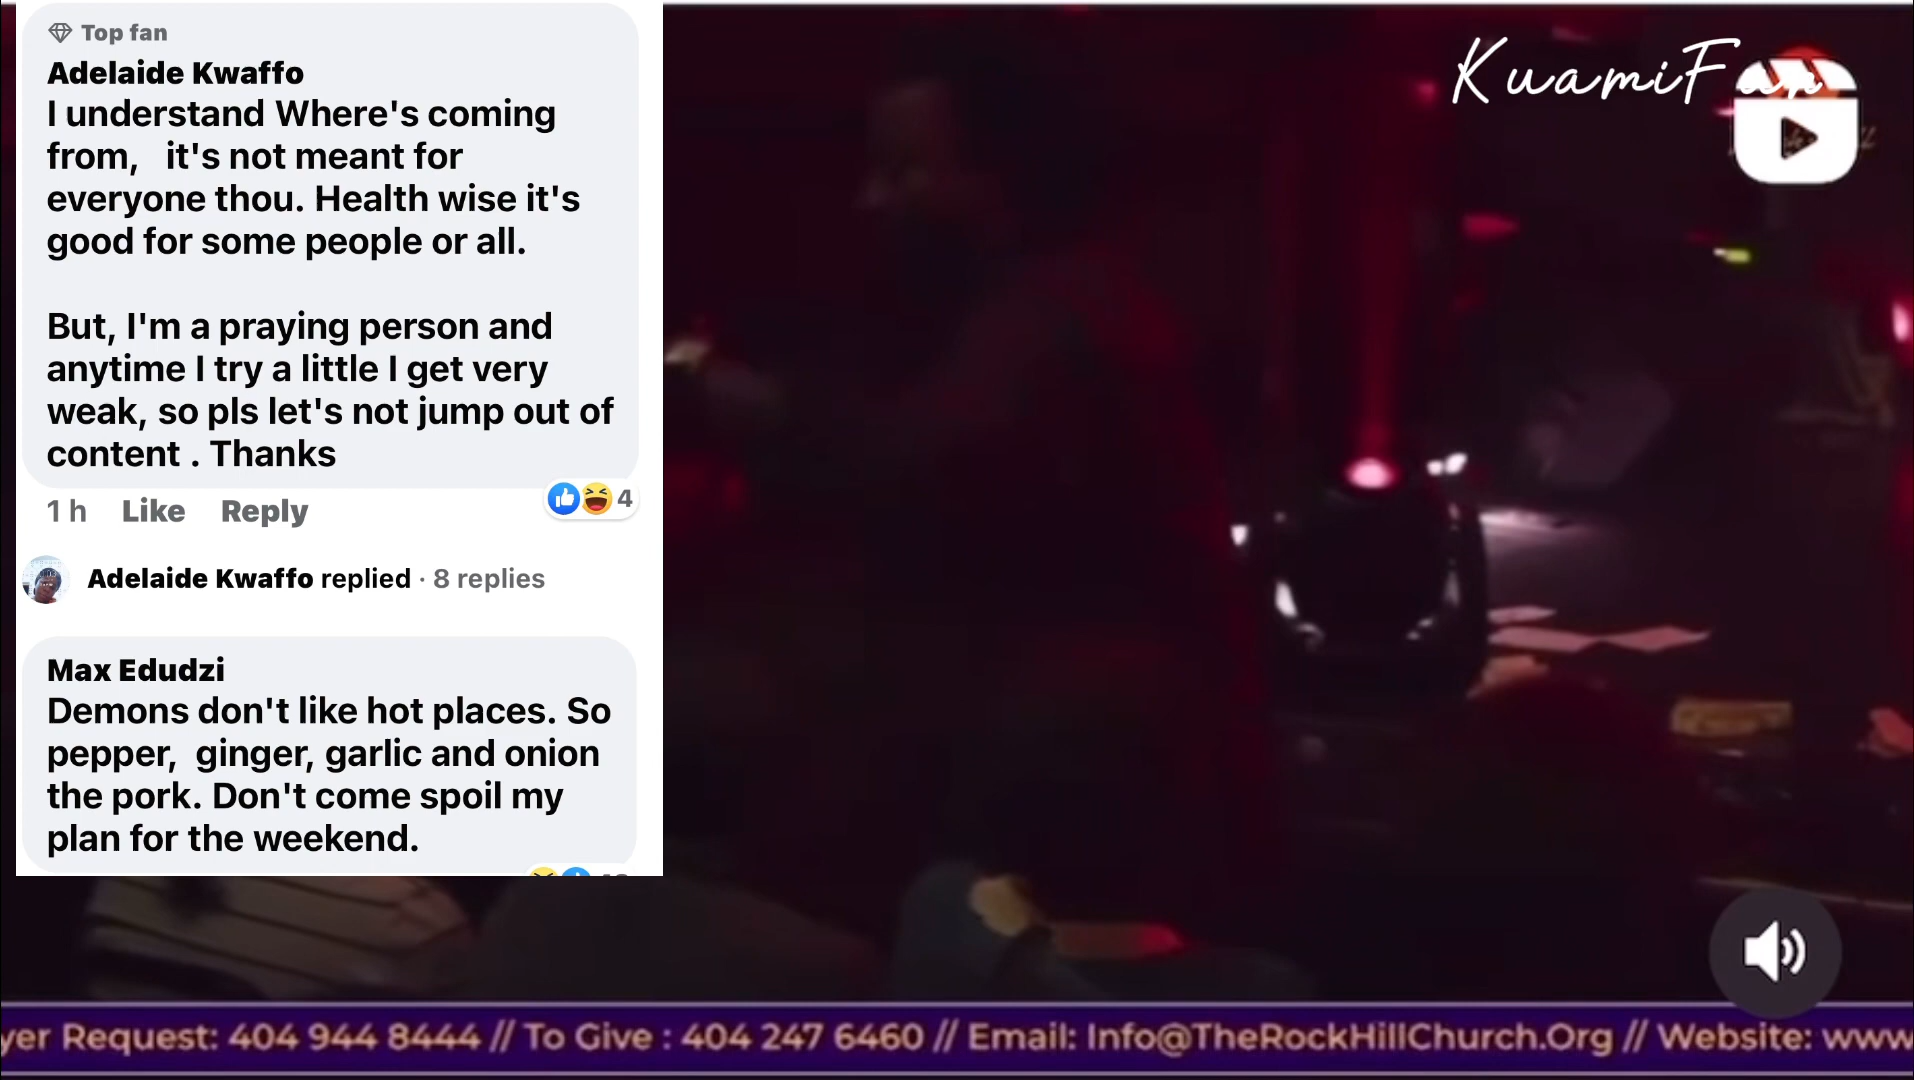 Top fan
Adelaide Kwaffo
I understand Where's coming
from, it's not meant for
everyone thou. Health wise it's
good for some people or all.
But, I'm a praying person and
anytime I try a little I get very
weak, so pls let's not jump out of
content . Thanks
1 h Like Reply
4
Adelaide Kwaffo replied · 8 replies
Max Edudzi
Demons don't like hot places. So
pepper, ginger, garlic and onion
the pork. Don't come spoil my
plan for the weekend.
yer Request: 404 944 8444 // To Give : 404 247 6460 // Email: Info@TheRockHillChurch.Org // Website: www